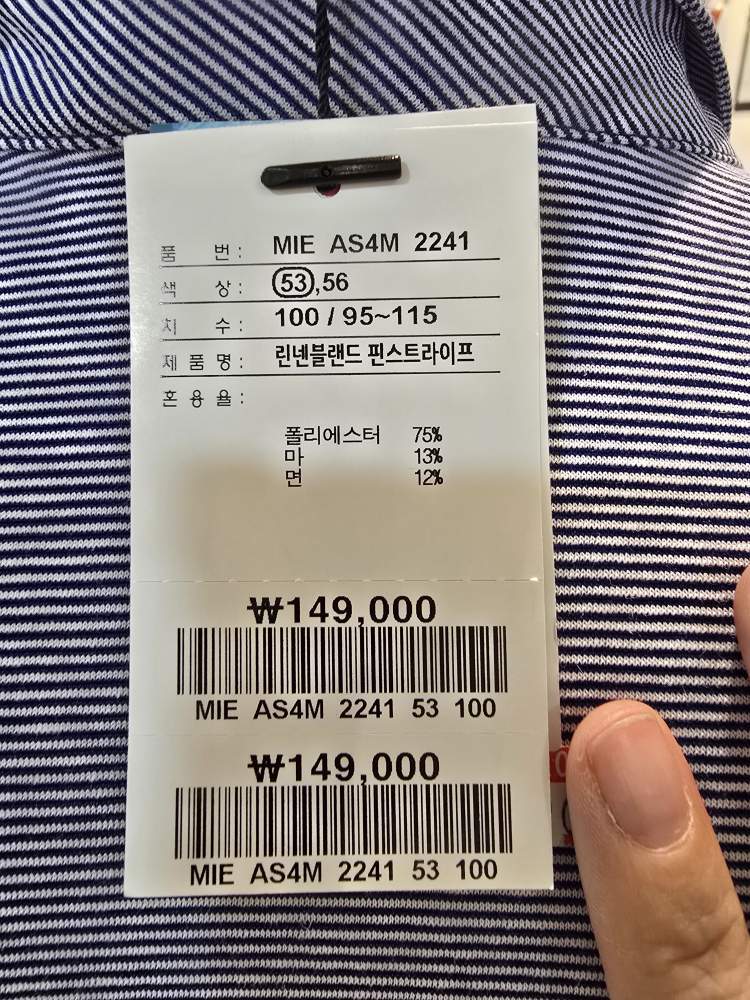 품 번 : MIE AS4M 2241
색 상 : 53,56
치 수 : 100 / 95~115
제 품 명 : 린넨블랜드 핀스트라이프
혼 용 율 :
폴리에스터 75%
마 13%
면 12%
₩149,000
MIE AS4M 2241 53 100
₩149,000
MIE AS4M 2241 53 100